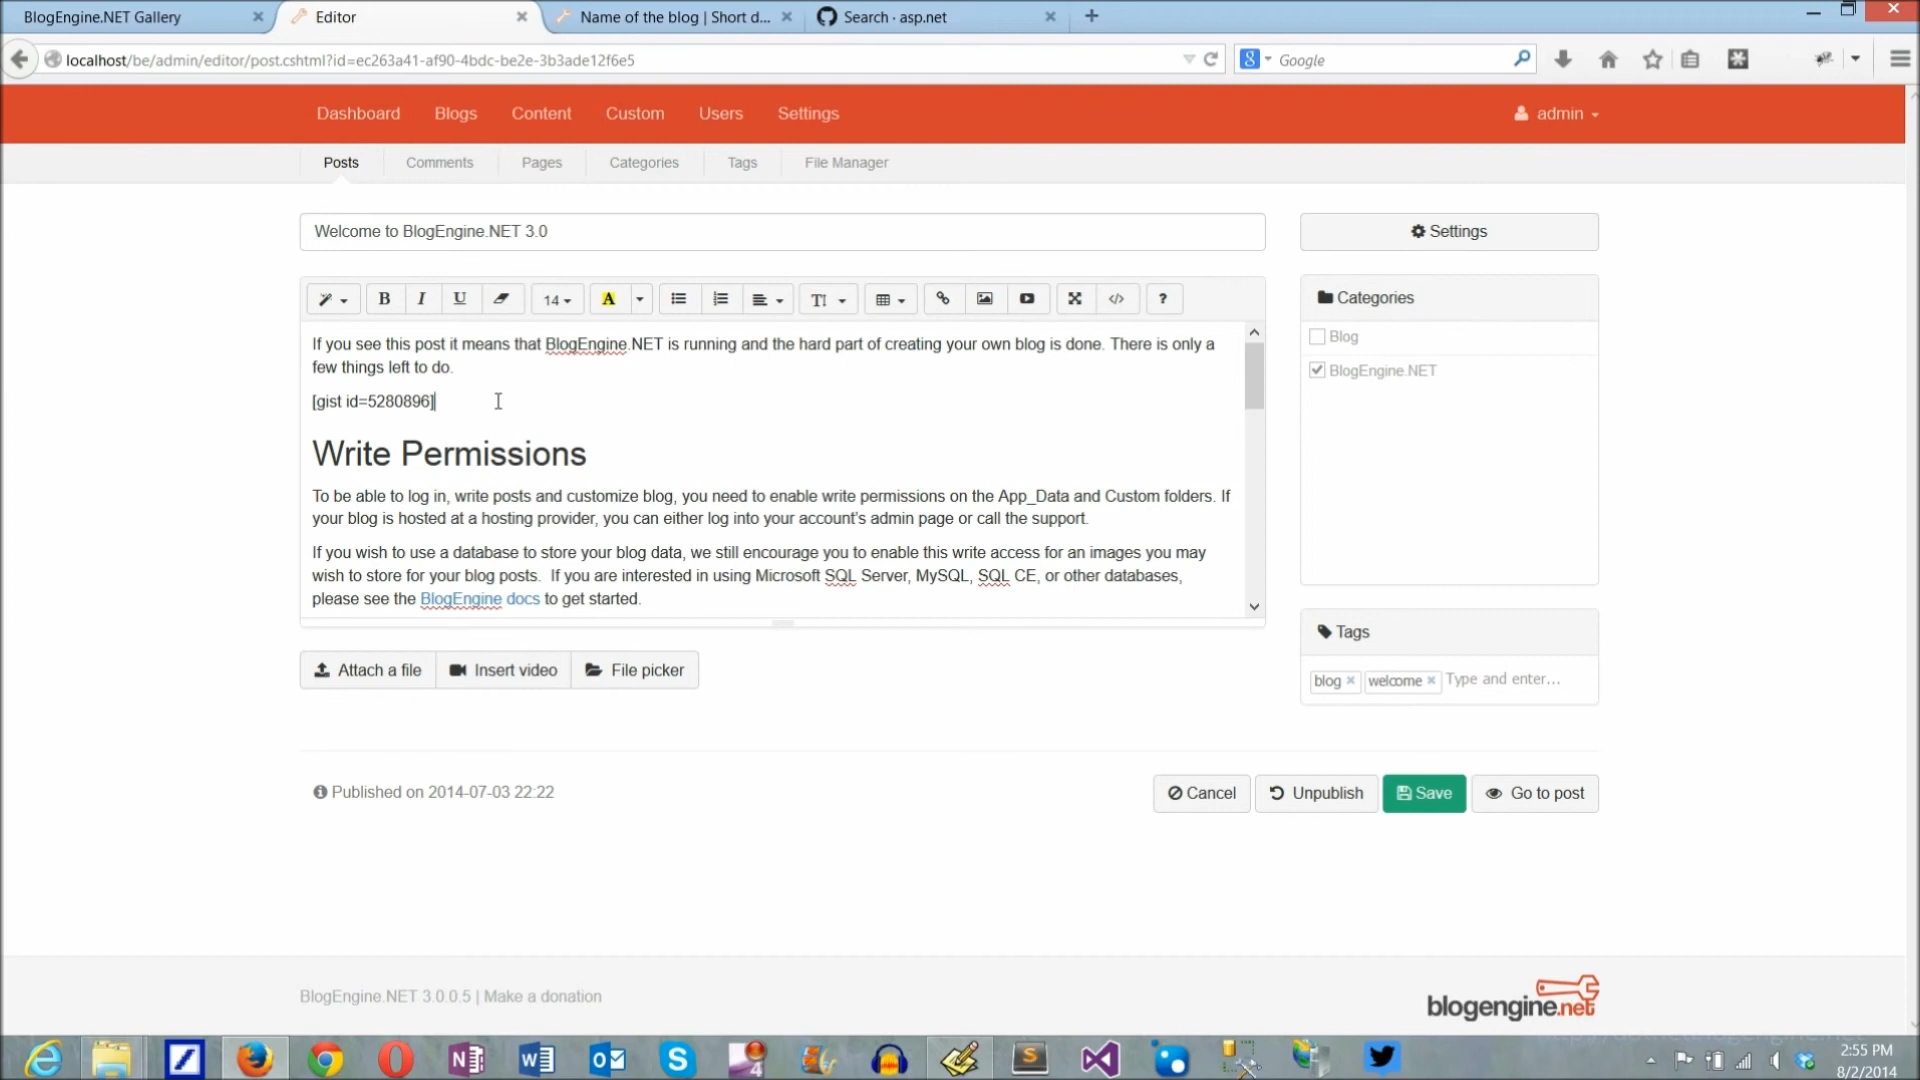 BlogEngine.NET Gallery
Editor
Name of the blog | Short d...
Search · asp.net
localhost/be/admin/editor/post.cshtml?id=ec263a41-af90-4bdc-be2e-3b3ade12f6e5
Google
Dashboard Blogs Content Custom Users Settings
admin
Posts Comments Pages Categories Tags File Manager
Welcome to BlogEngine.NET 3.0
Settings
B I U 14 A T ?
Categories
Blog
BlogEngine.NET
If you see this post it means that BlogEngine.NET is running and the hard part of creating your own blog is done. There is only a
few things left to do.
[gist id=5280896]
Write Permissions
To be able to log in, write posts and customize blog, you need to enable write permissions on the App_Data and Custom folders. If
your blog is hosted at a hosting provider, you can either log into your account's admin page or call the support.
If you wish to use a database to store your blog data, we still encourage you to enable this write access for an images you may
wish to store for your blog posts.  If you are interested in using Microsoft SQL Server, MySQL, SQL CE, or other databases,
please see the BlogEngine docs to get started.
Tags
blog welcome Type and enter...
Attach a file Insert video File picker
Published on 2014-07-03 22:22
Cancel Unpublish Save Go to post
BlogEngine.NET 3.0.0.5 | Make a donation
blogengine.net
2:55 PM
8/2/2014